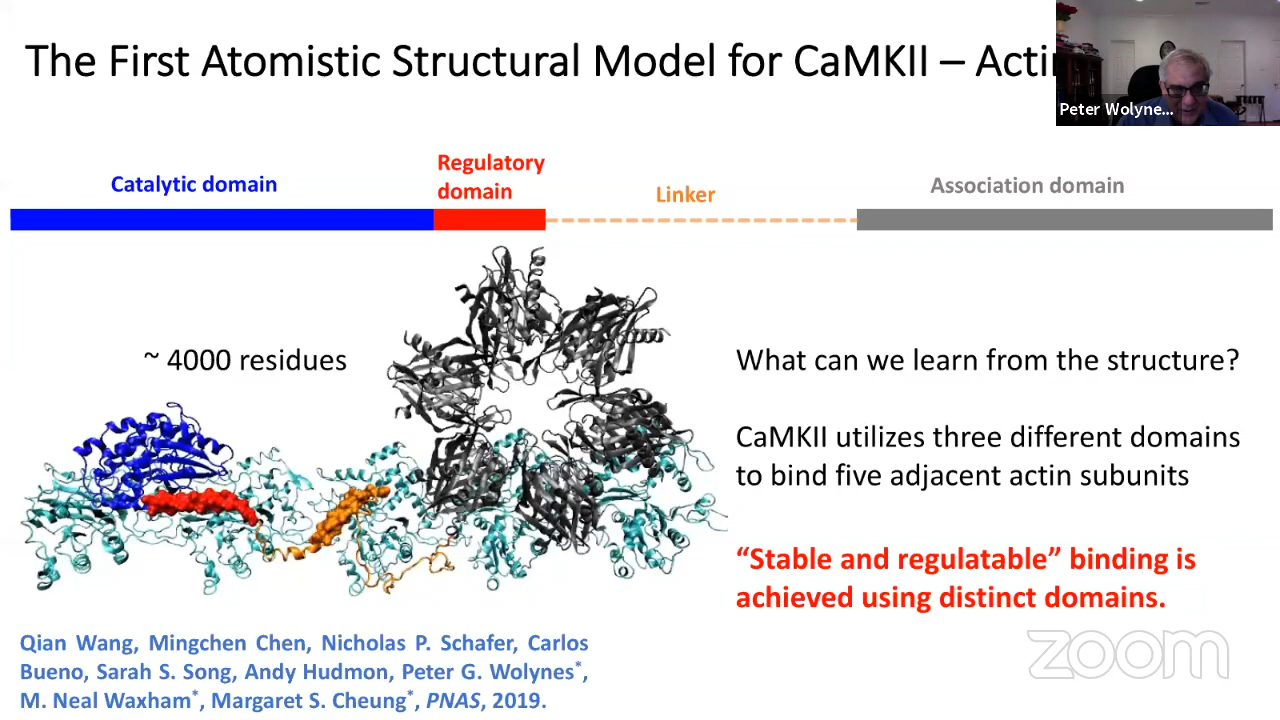 The First Atomistic Structural Model for CaMKII – Acti
Peter Wolyne...
Catalytic domain
Regulatory
domain
Linker
Association domain
~ 4000 residues
What can we learn from the structure?
CaMKII utilizes three different domains
to bind five adjacent actin subunits
“Stable and regulatable” binding is
achieved using distinct domains.
Qian Wang, Mingchen Chen, Nicholas P. Schafer, Carlos
Bueno, Sarah S. Song, Andy Hudmon, Peter G. Wolynes*,
M. Neal Waxham*, Margaret S. Cheung*, PNAS, 2019.
zoom